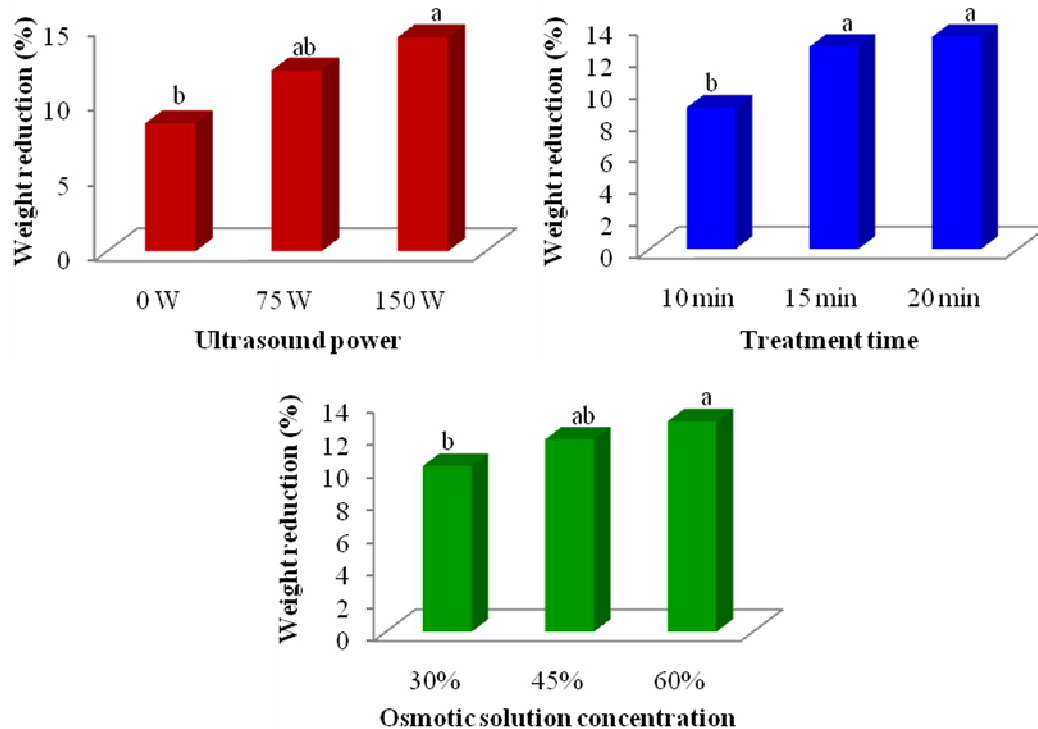 Weight reduction (%)
15
10
5
0
b
ab
a
0 W 75 W 150 W
Ultrasound power
Weight reduction (%)
14
12
10
8
6
4
2
0
b
a
a
10 min 15 min 20 min
Treatment time
Weight reduction (%)
14
12
10
8
6
4
2
0
b
ab
a
30% 45% 60%
Osmotic solution concentration